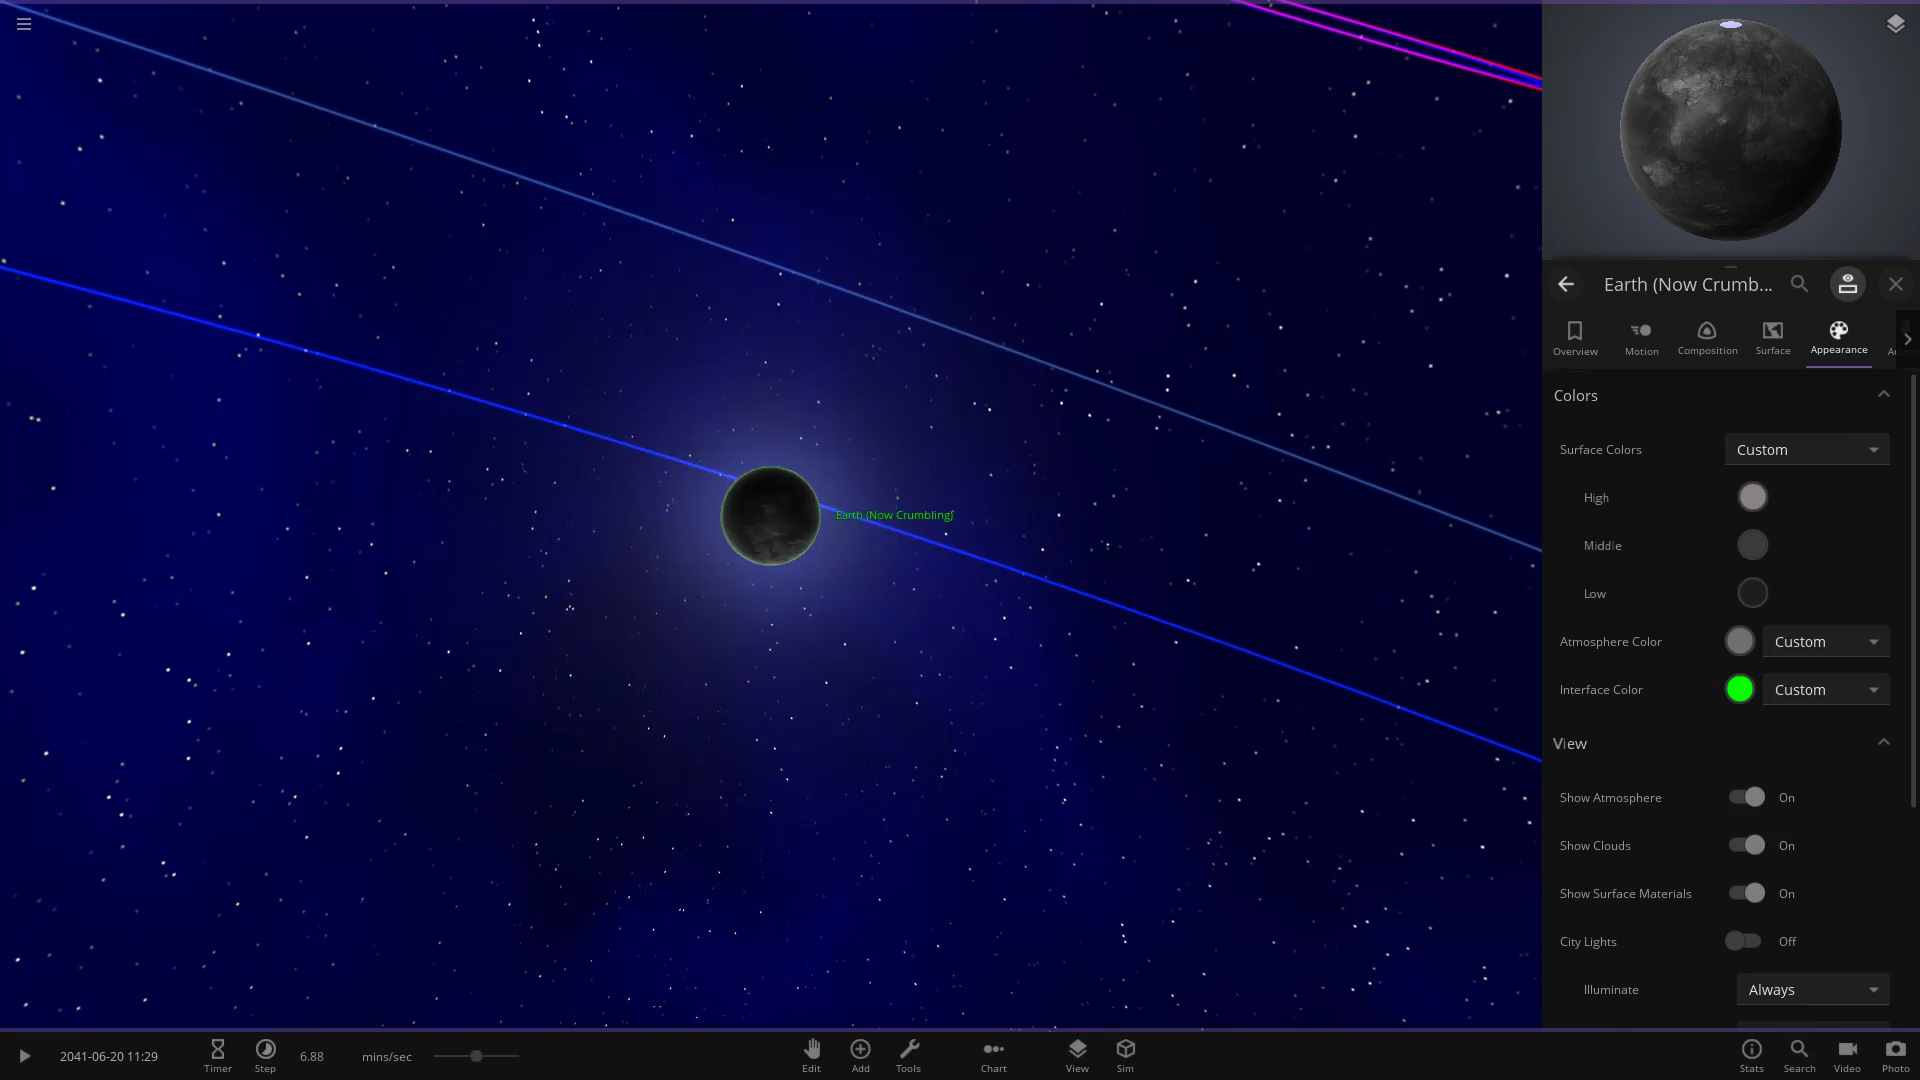 Earth (Now Crumb...
Overview
Motion
Composition
Surface
Appearance
Colors
Surface Colors
Custom
High
Middle
Low
Atmosphere Color
Custom
Interface Color
Custom
View
Show Atmosphere
On
Show Clouds
On
Show Surface Materials
On
City Lights
Off
Illuminate
Always
Earth (Now Crumbling)
2041-06-20 11:29
Timer
Step
6.88
mins/sec
Edit
Add
Tools
Chart
View
Sim
Stats
Search
Video
Photo